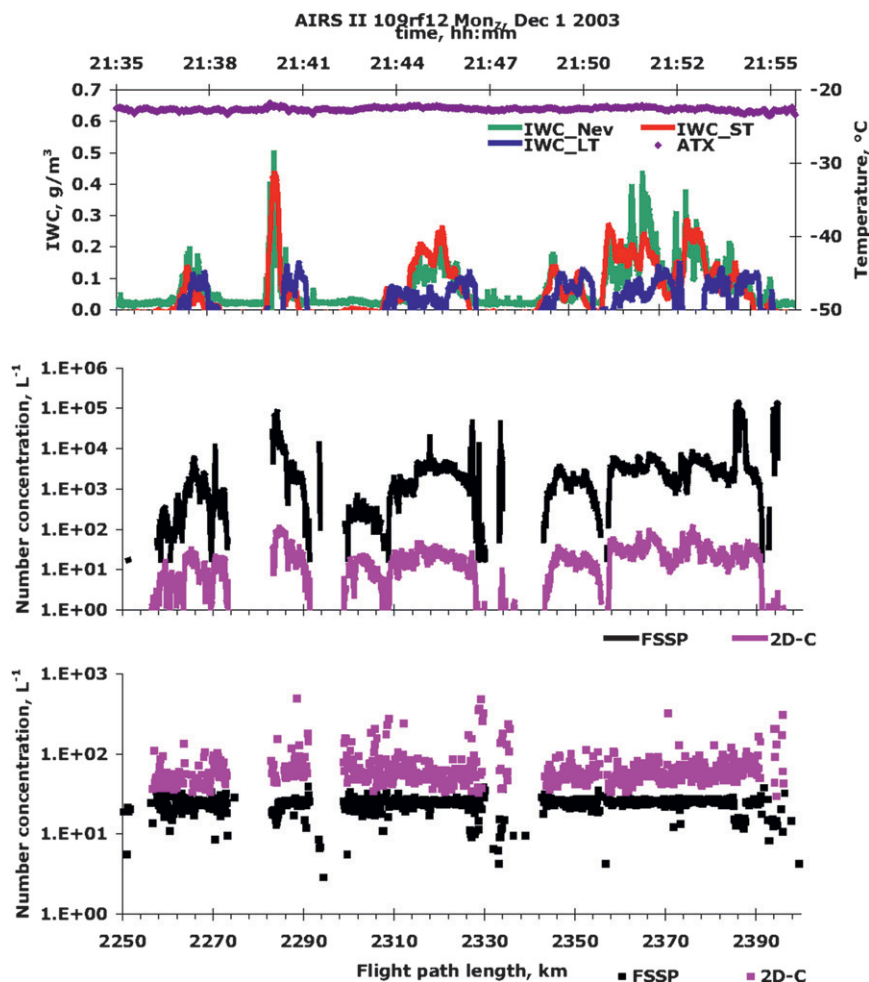 AIRS II 109rf12 Monz, Dec 1 2003
time, hh:mm
21:35 21:38 21:41 21:44 21:47 21:50 21:52 21:55
0.7 -20
0.6
0.5 -30
0.4
0.3 -40
0.2
0.1
0.0 -50
IWC, g/m³
Temperature, °C
IWC_Nev IWC_ST
IWC_LT ATX
1.E+06
1.E+05
1.E+04
1.E+03
1.E+02
1.E+01
1.E+00
Number concentration, L⁻¹
FSSP 2D-C
1.E+03
1.E+02
1.E+01
1.E+00
Number concentration, L⁻¹
2250 2270 2290 2310 2330 2350 2370 2390
Flight path length, km
FSSP 2D-C